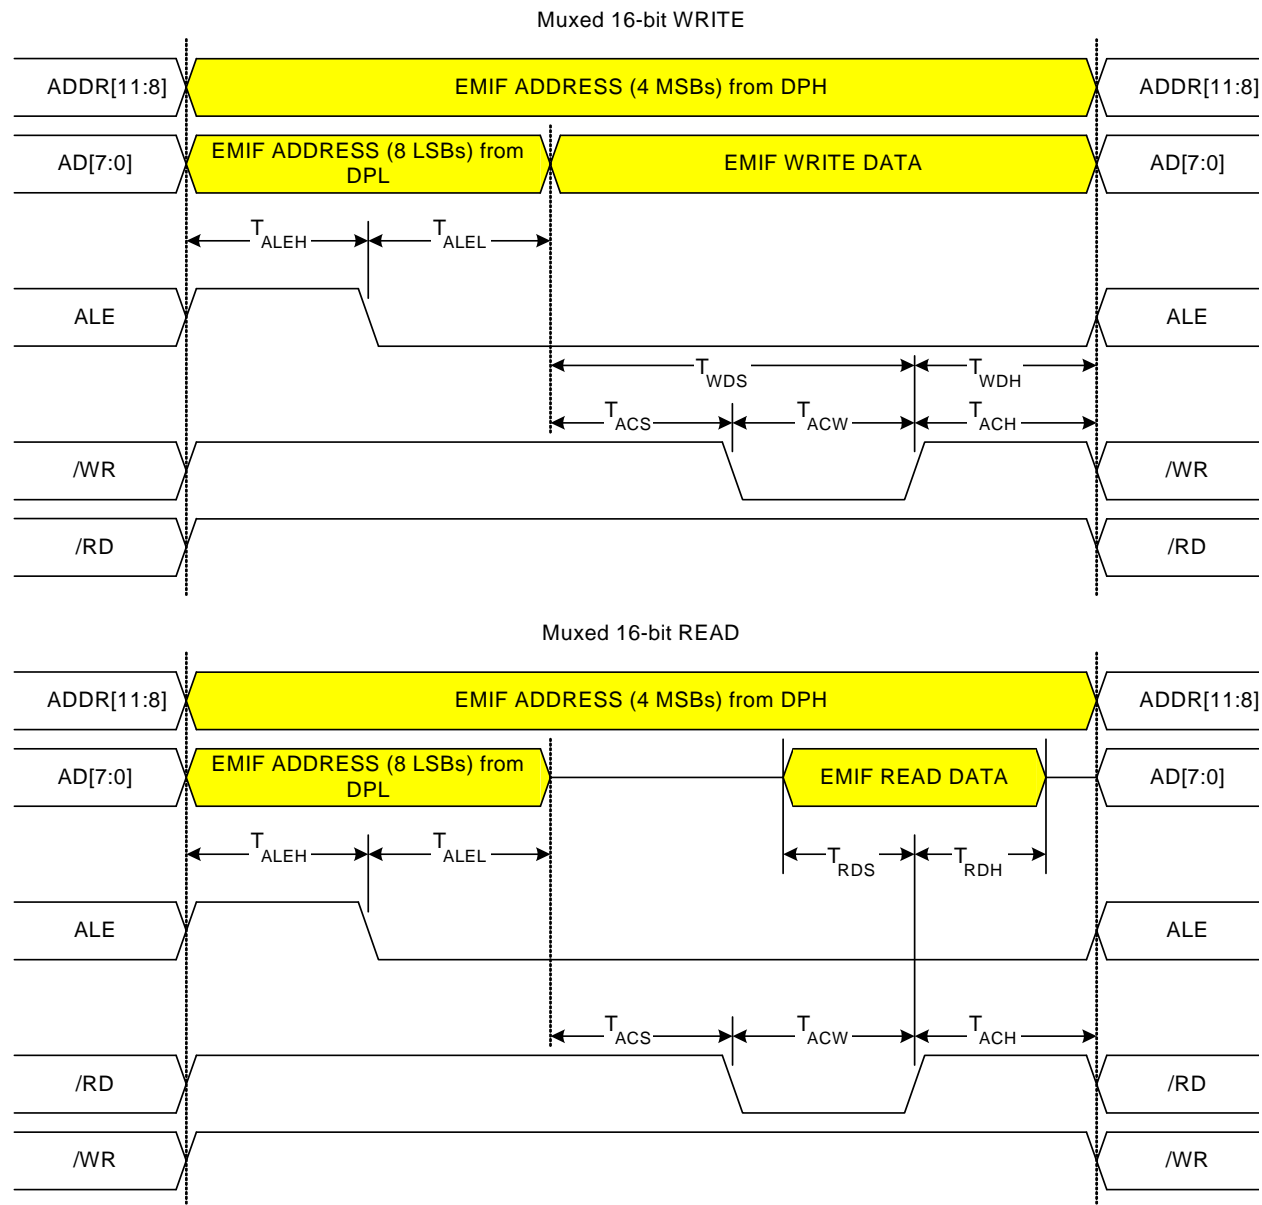 Muxed 16-bit WRITE
ADDR[11:8] EMIF ADDRESS (4 MSBs) from DPH ADDR[11:8]
AD[7:0] EMIF ADDRESS (8 LSBs) from DPL EMIF WRITE DATA AD[7:0]
TALEH TALEL
ALE ALE
TWDS TWDH
TACS TACW TACH
/WR /WR
/RD /RD
Muxed 16-bit READ
ADDR[11:8] EMIF ADDRESS (4 MSBs) from DPH ADDR[11:8]
AD[7:0] EMIF ADDRESS (8 LSBs) from DPL EMIF READ DATA AD[7:0]
TALEH TALEL TRDS TRDH
ALE ALE
TACS TACW TACH
/RD /RD
/WR /WR